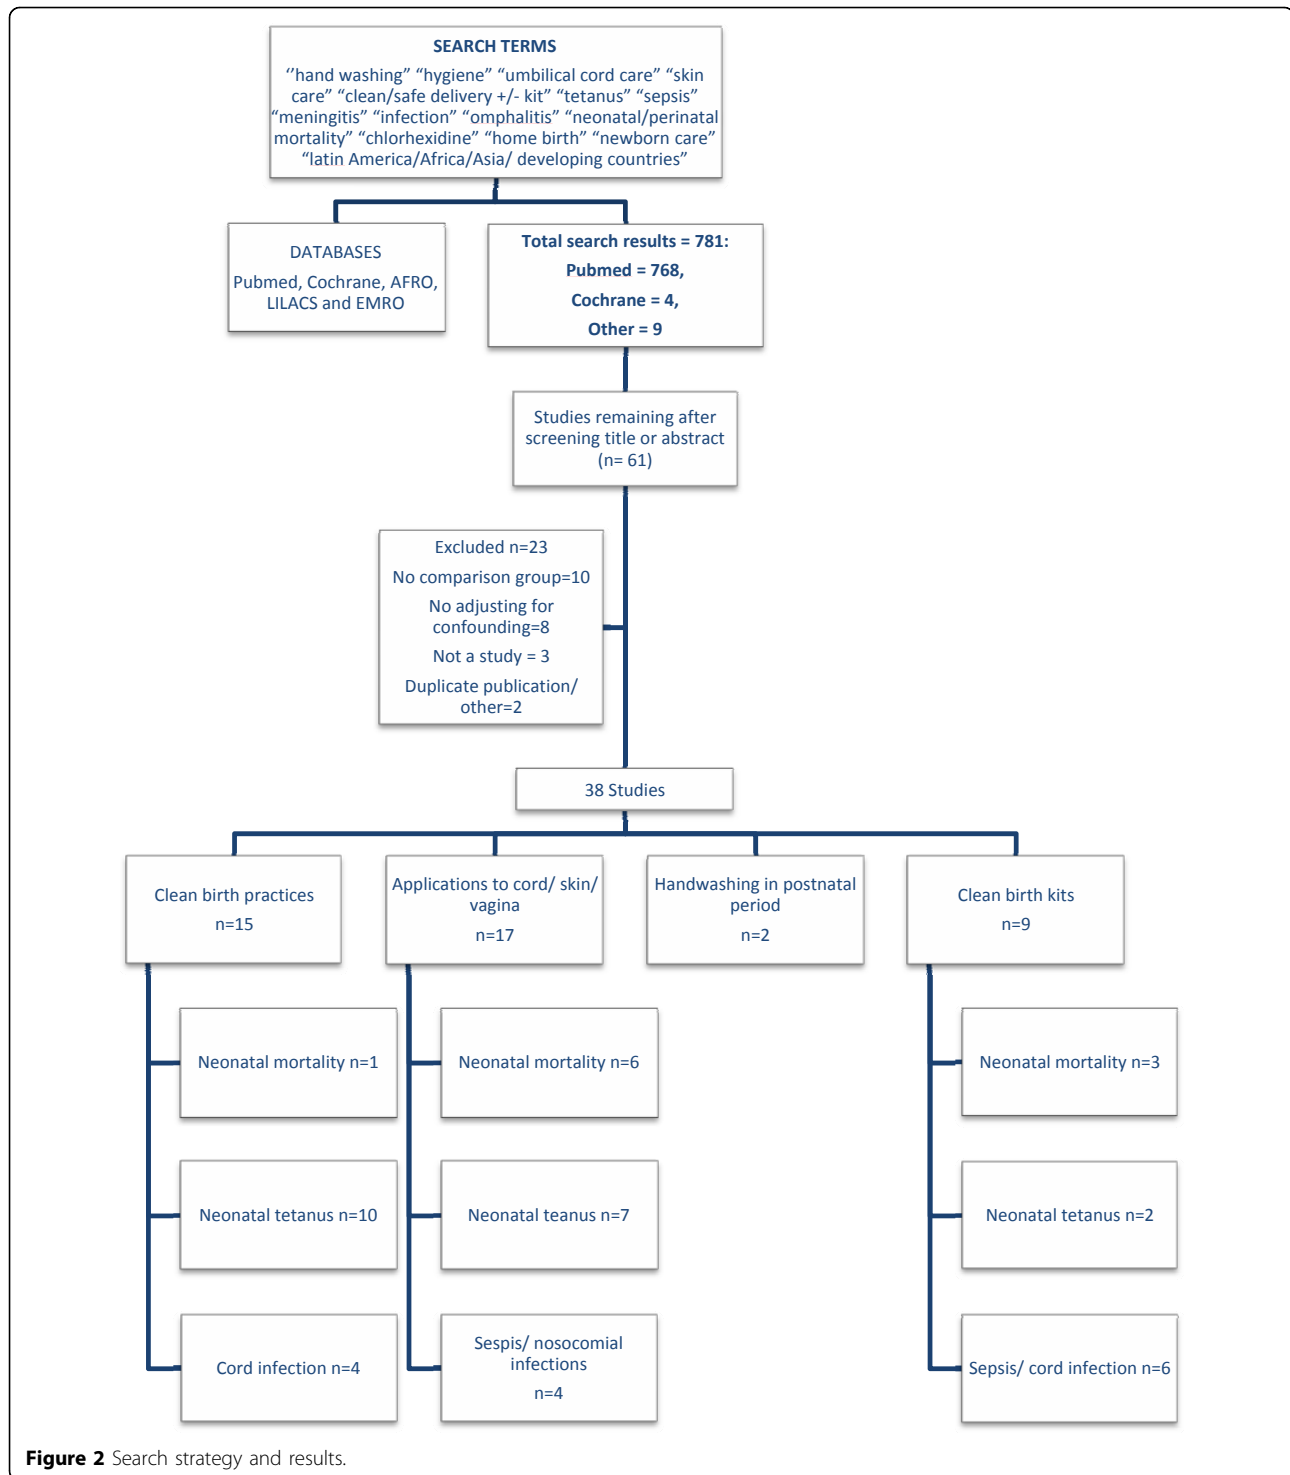 SEARCH TERMS
‘’hand washing” “hygiene” “umbilical cord care” “skin
care” “clean/safe delivery +/- kit” “tetanus” “sepsis”
“meningitis” “infection” “omphalitis” “neonatal/perinatal
mortality” “chlorhexidine” “home birth” “newborn care”
“latin America/Africa/Asia/ developing countries”
DATABASES
Pubmed, Cochrane, AFRO,
LILACS and EMRO
Total search results = 781:
Pubmed = 768,
Cochrane = 4,
Other = 9
Studies remaining after
screening title or abstract
(n= 61)
Excluded n=23
No comparison group=10
No adjusting for
confounding=8
Not a study = 3
Duplicate publication/
other=2
38 Studies
Clean birth practices
n=15
Applications to cord/ skin/
vagina
n=17
Handwashing in postnatal
period
n=2
Clean birth kits
n=9
Neonatal mortality n=1
Neonatal mortality n=6
Neonatal mortality n=3
Neonatal tetanus n=10
Neonatal teanus n=7
Neonatal tetanus n=2
Cord infection n=4
Sespis/ nosocomial
infections
n=4
Sepsis/ cord infection n=6
Figure 2 Search strategy and results.